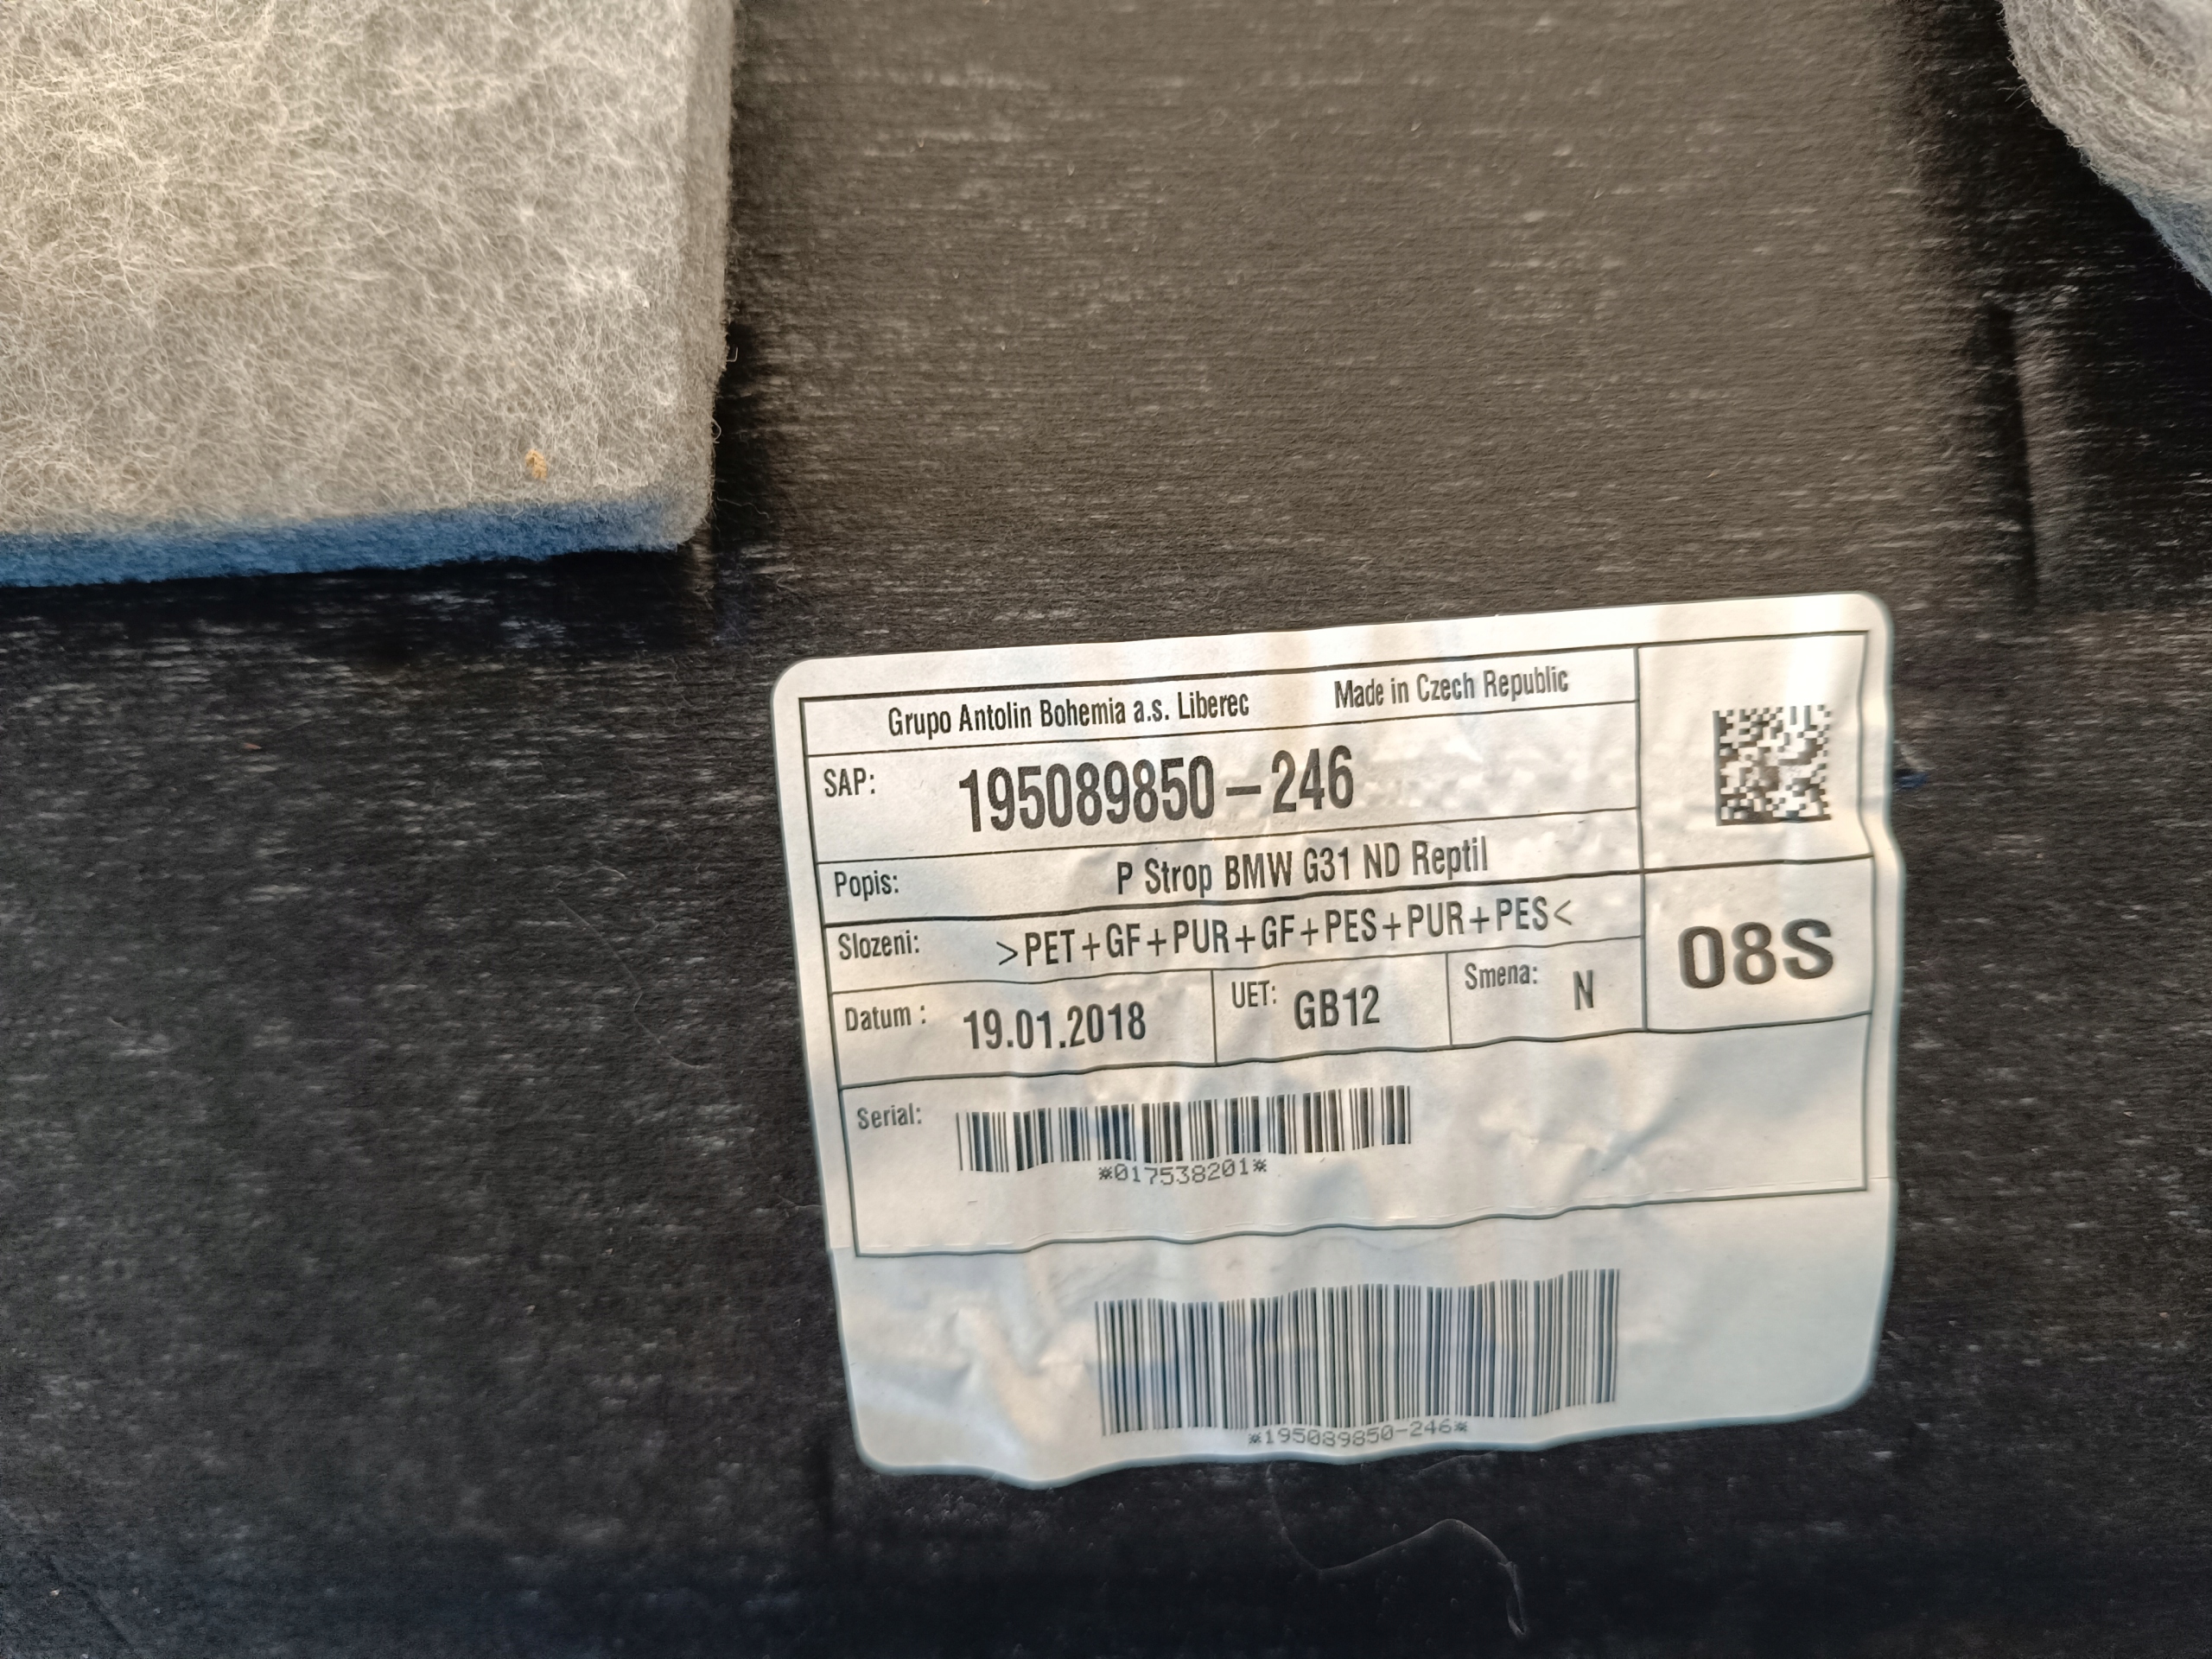 Grupo Antolin Bohemia a.s. Liberec Made in Czech Republic
SAP: 195089850-246
Popis: P Strop BMW G31 ND Reptil
Slozeni: >PET+GF+PUR+GF+PES+PUR+PES<
08S
Datum : 19.01.2018 UET: GB12 Smena: N
Serial:
*017538201*
*195089850-246*